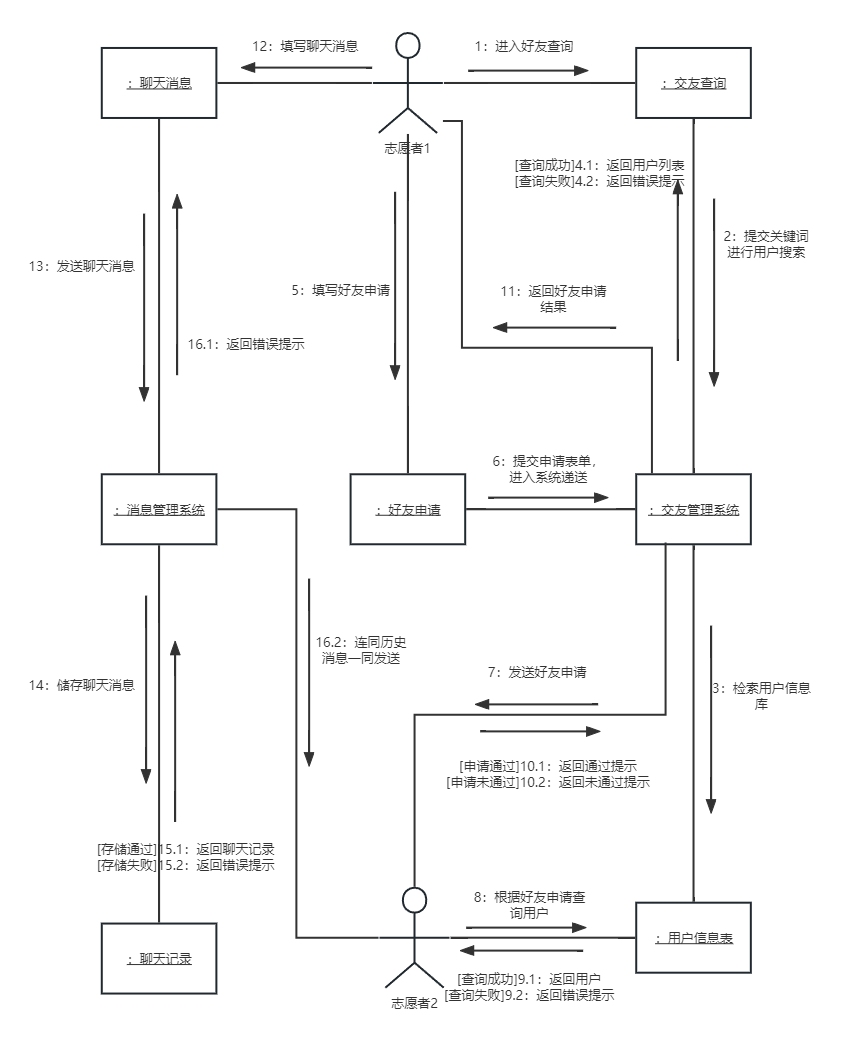 12：填写聊天消息
1：进入好友查询
：聊天消息
：交友查询
志愿者1
[查询成功]4.1：返回用户列表
[查询失败]4.2：返回错误提示
2：提交关键词
进行用户搜索
13：发送聊天消息
5：填写好友申请
11：返回好友申请
结果
16.1：返回错误提示
6：提交申请表单，
进入系统递送
：消息管理系统
：好友申请
：交友管理系统
16.2：连同历史
消息一同发送
7：发送好友申请
14：储存聊天消息
3：检索用户信息
库
[申请通过]10.1：返回通过提示
[申请未通过]10.2：返回未通过提示
[存储通过]15.1：返回聊天记录
[存储失败]15.2：返回错误提示
8：根据好友申请查
询用户
：聊天记录
：用户信息表
[查询成功]9.1：返回用户
[查询失败]9.2：返回错误提示
志愿者2